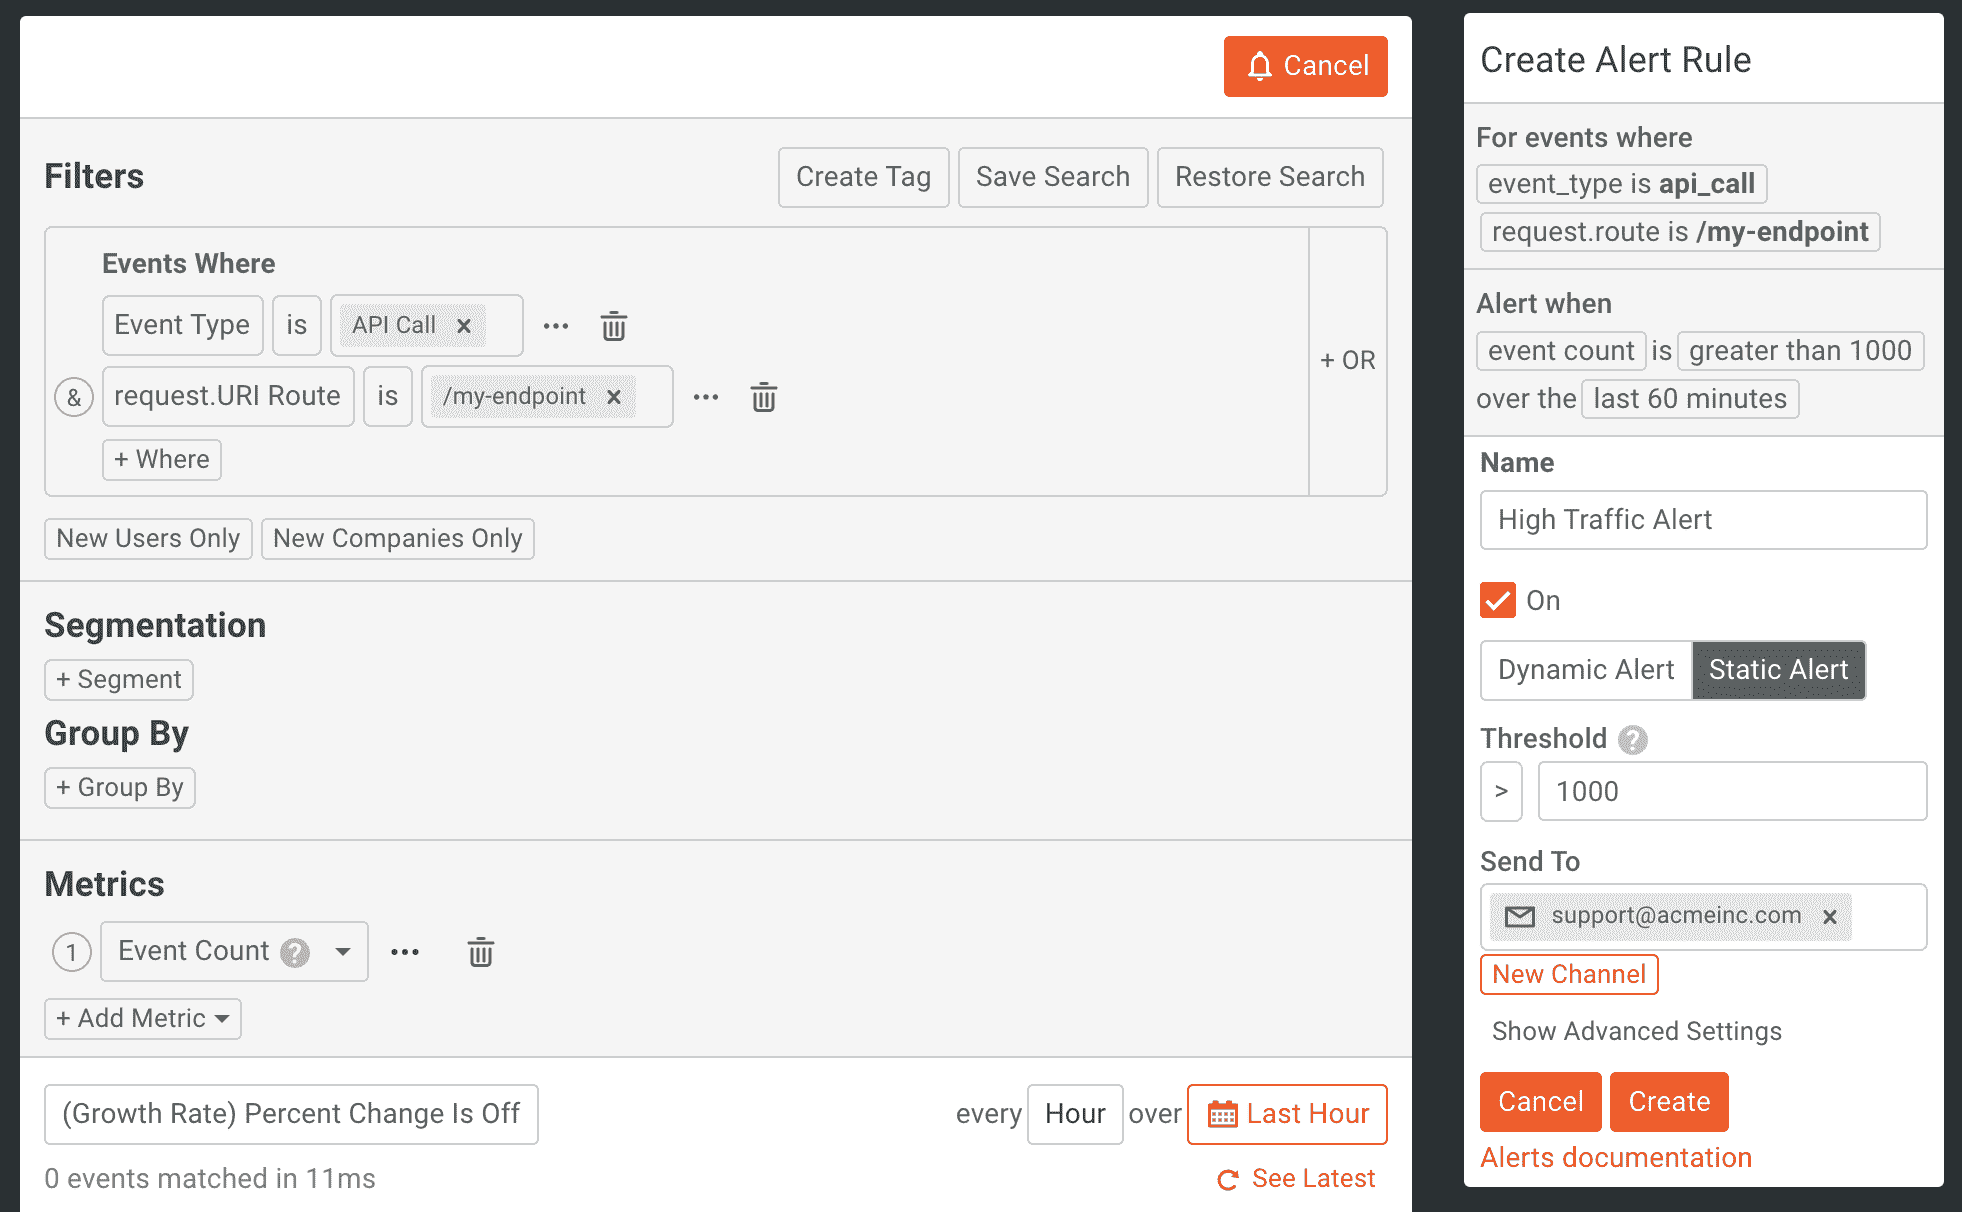 Cancel
Filters
Create Tag
Save Search
Restore Search
Events Where
Event Type is API Call ×
& request.URI Route is /my-endpoint ×
+ Where
+ OR
New Users Only
New Companies Only
Segmentation
+ Segment
Group By
+ Group By
Metrics
1 Event Count ?
+ Add Metric
(Growth Rate) Percent Change Is Off
every Hour over Last Hour
0 events matched in 11ms
See Latest
Create Alert Rule
For events where
event_type is api_call
request.route is /my-endpoint
Alert when
event count is greater than 1000
over the last 60 minutes
Name
High Traffic Alert
On
Dynamic Alert
Static Alert
Threshold ?
> 1000
Send To
support@acmeinc.com ×
New Channel
Show Advanced Settings
Cancel
Create
Alerts documentation